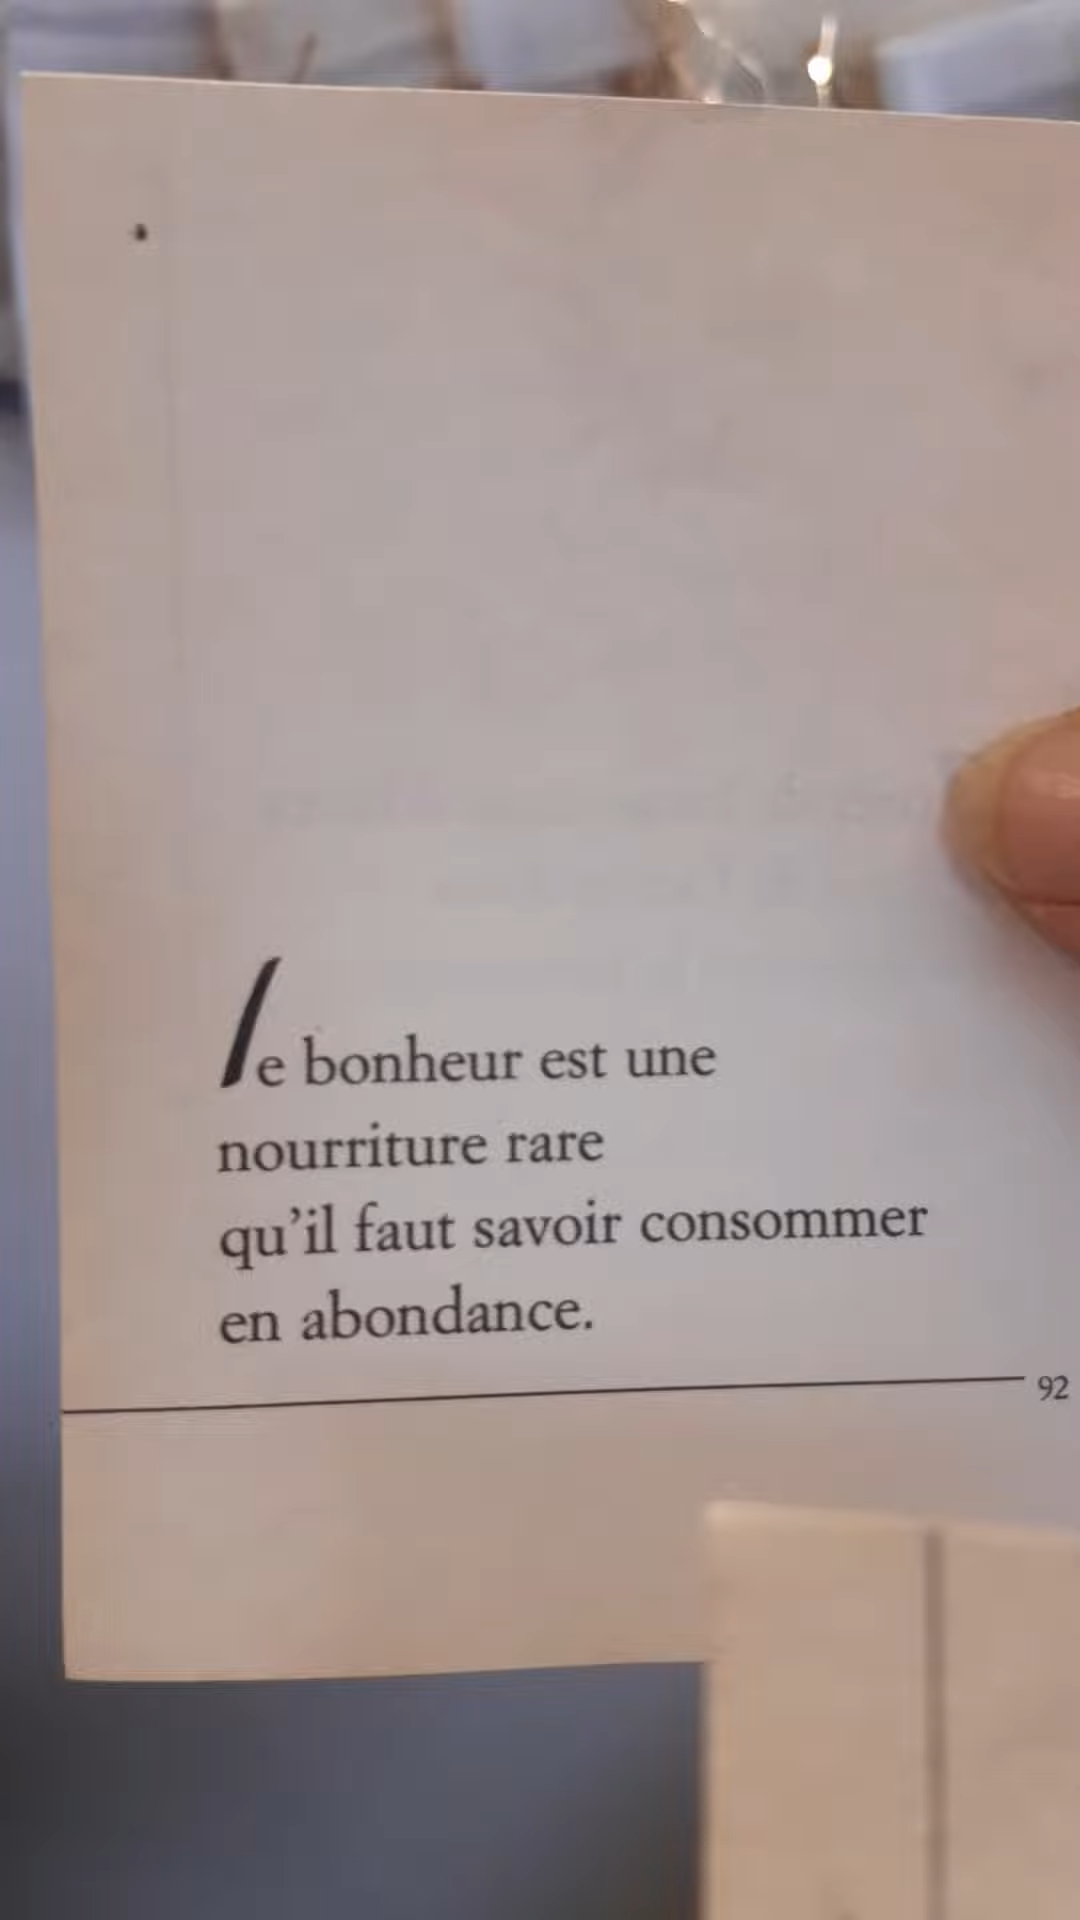 le bonheur est une
nourriture rare
qu'il faut savoir consommer
en abondance.
92